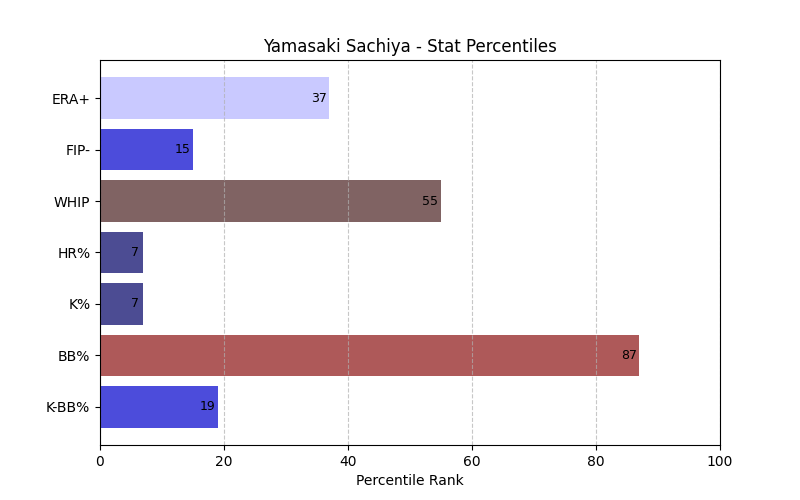 Yamasaki Sachiya - Stat Percentiles
ERA+ 37
FIP- 15
WHIP 55
HR% 7
K% 7
BB% 87
K-BB% 19
0 20 40 60 80 100
Percentile Rank